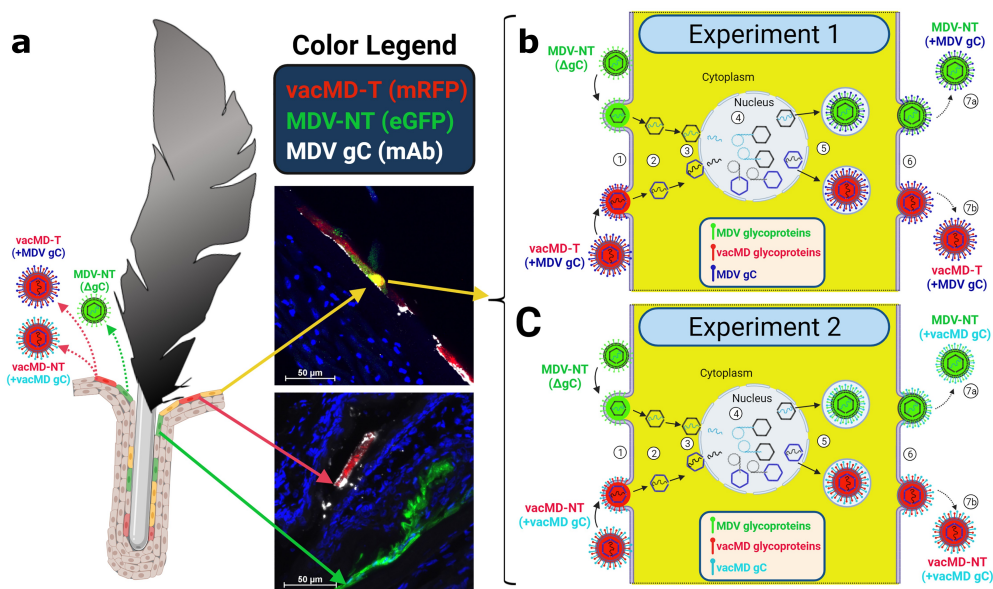 a
Color Legend
vacMD-T (mRFP)
MDV-NT (eGFP)
MDV gC (mAb)
vacMD-T
(+MDV gC)
MDV-NT
(ΔgC)
vacMD-NT
(+vacMD gC)
50 µm
50 µm
b
Experiment 1
MDV-NT
(ΔgC)
Cytoplasm
Nucleus
4
1
2
3
5
6
7a
7b
MDV-NT
(+MDV gC)
vacMD-T
(+MDV gC)
vacMD-T
(+MDV gC)
MDV glycoproteins
vacMD glycoproteins
MDV gC
C
Experiment 2
MDV-NT
(ΔgC)
Cytoplasm
Nucleus
4
1
2
3
5
6
7a
7b
MDV-NT
(+vacMD gC)
vacMD-NT
(+vacMD gC)
vacMD-NT
(+vacMD gC)
MDV glycoproteins
vacMD glycoproteins
vacMD gC